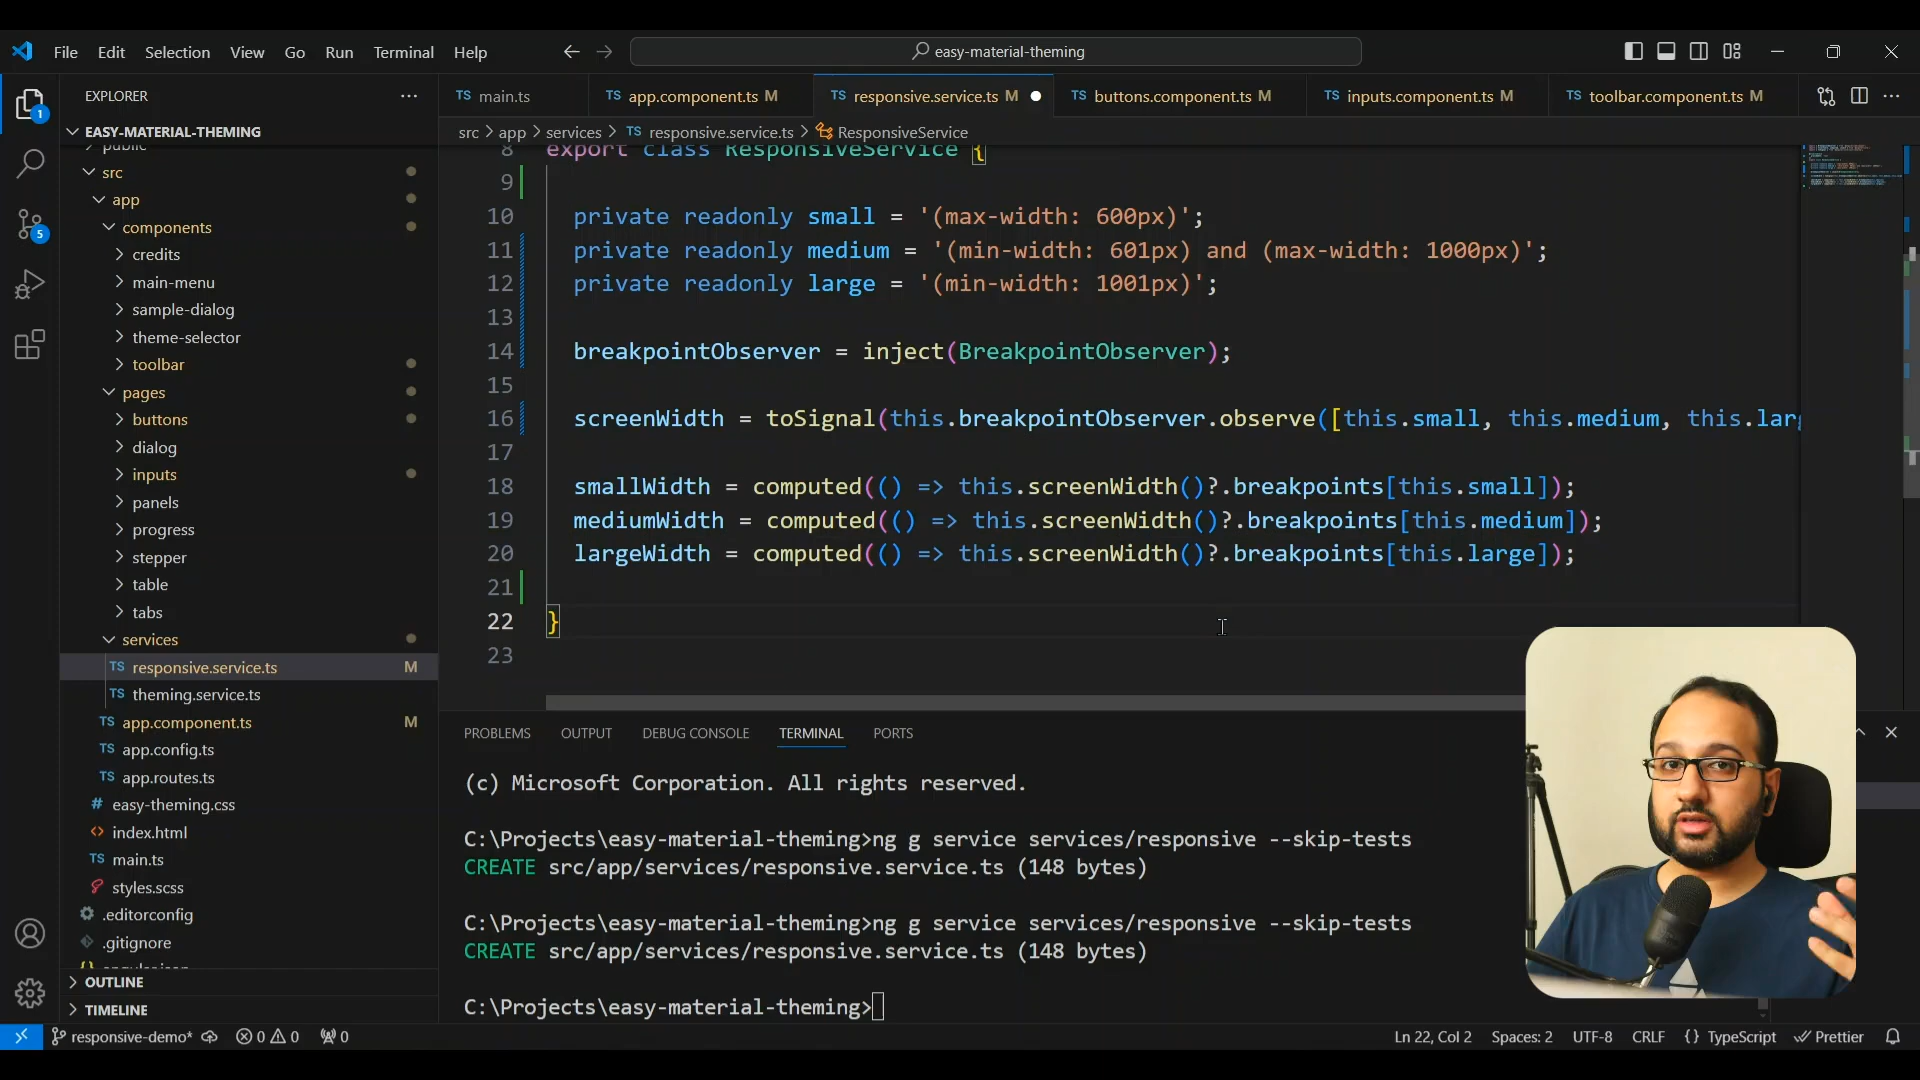 File Edit Selection View Go Run Terminal Help
easy-material-theming
EXPLORER
main.ts
app.component.ts M
responsive.service.ts M
buttons.component.ts M
inputs.component.ts M
toolbar.component.ts M
src > app > services > TS responsive.service.ts > ResponsiveService
EASY-MATERIAL-THEMING
public
src
app
components
credits
main-menu
sample-dialog
theme-selector
toolbar
pages
buttons
dialog
inputs
panels
progress
stepper
table
tabs
services
TS responsive.service.ts M
TS theming.service.ts
TS app.component.ts M
TS app.config.ts
TS app.routes.ts
# easy-theming.css
<> index.html
TS main.ts
styles.scss
.editorconfig
.gitignore
OUTLINE
TIMELINE
8 export class ResponsiveService {
9
10 private readonly small = '(max-width: 600px)';
11 private readonly medium = '(min-width: 601px) and (max-width: 1000px)';
12 private readonly large = '(min-width: 1001px)';
13
14 breakpointObserver = inject(BreakpointObserver);
15
16 screenWidth = toSignal(this.breakpointObserver.observe([this.small, this.medium, this.larg
17
18 smallWidth = computed(() => this.screenWidth()?.breakpoints[this.small]);
19 mediumWidth = computed(() => this.screenWidth()?.breakpoints[this.medium]);
20 largeWidth = computed(() => this.screenWidth()?.breakpoints[this.large]);
21
22 }
23
PROBLEMS OUTPUT DEBUG CONSOLE TERMINAL PORTS
(c) Microsoft Corporation. All rights reserved.
C:\Projects\easy-material-theming>ng g service services/responsive --skip-tests
CREATE src/app/services/responsive.service.ts (148 bytes)
C:\Projects\easy-material-theming>ng g service services/responsive --skip-tests
CREATE src/app/services/responsive.service.ts (148 bytes)
C:\Projects\easy-material-theming>
responsive-demo* 0 0 0
Ln 22, Col 2 Spaces: 2 UTF-8 CRLF {} TypeScript Prettier